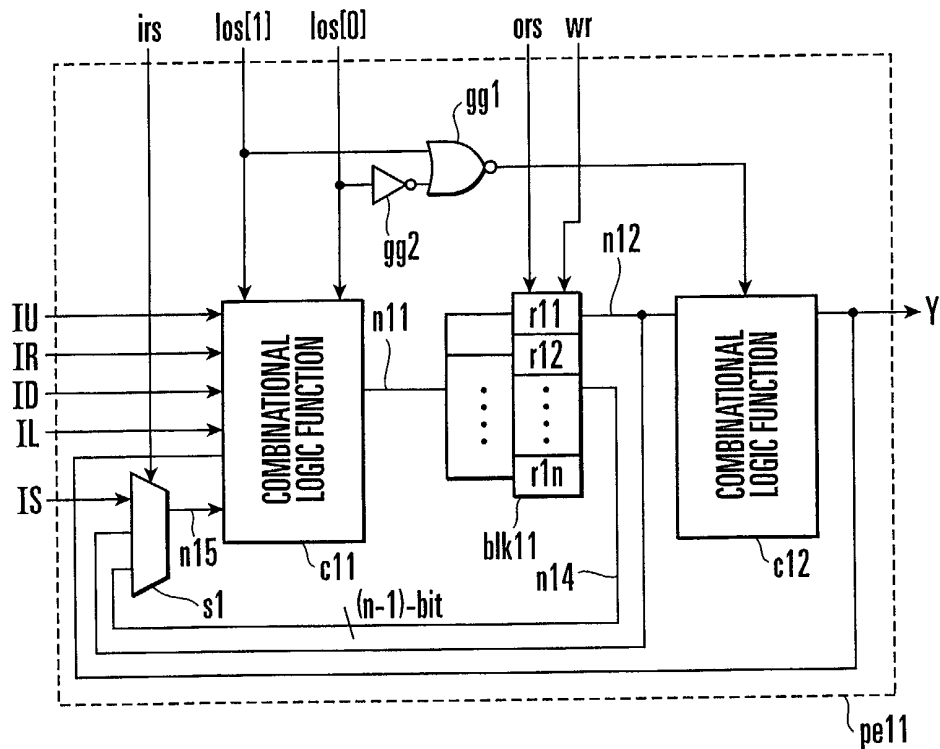 irs
los[1]
los[0]
ors
wr
gg1
gg2
n12
IU
IR
ID
IL
IS
n11
r11
r12
r1n
Y
COMBINATIONAL
LOGIC FUNCTION
COMBINATIONAL
LOGIC FUNCTION
n15
c11
blk11
n14
c12
s1
(n-1)-bit
pe11